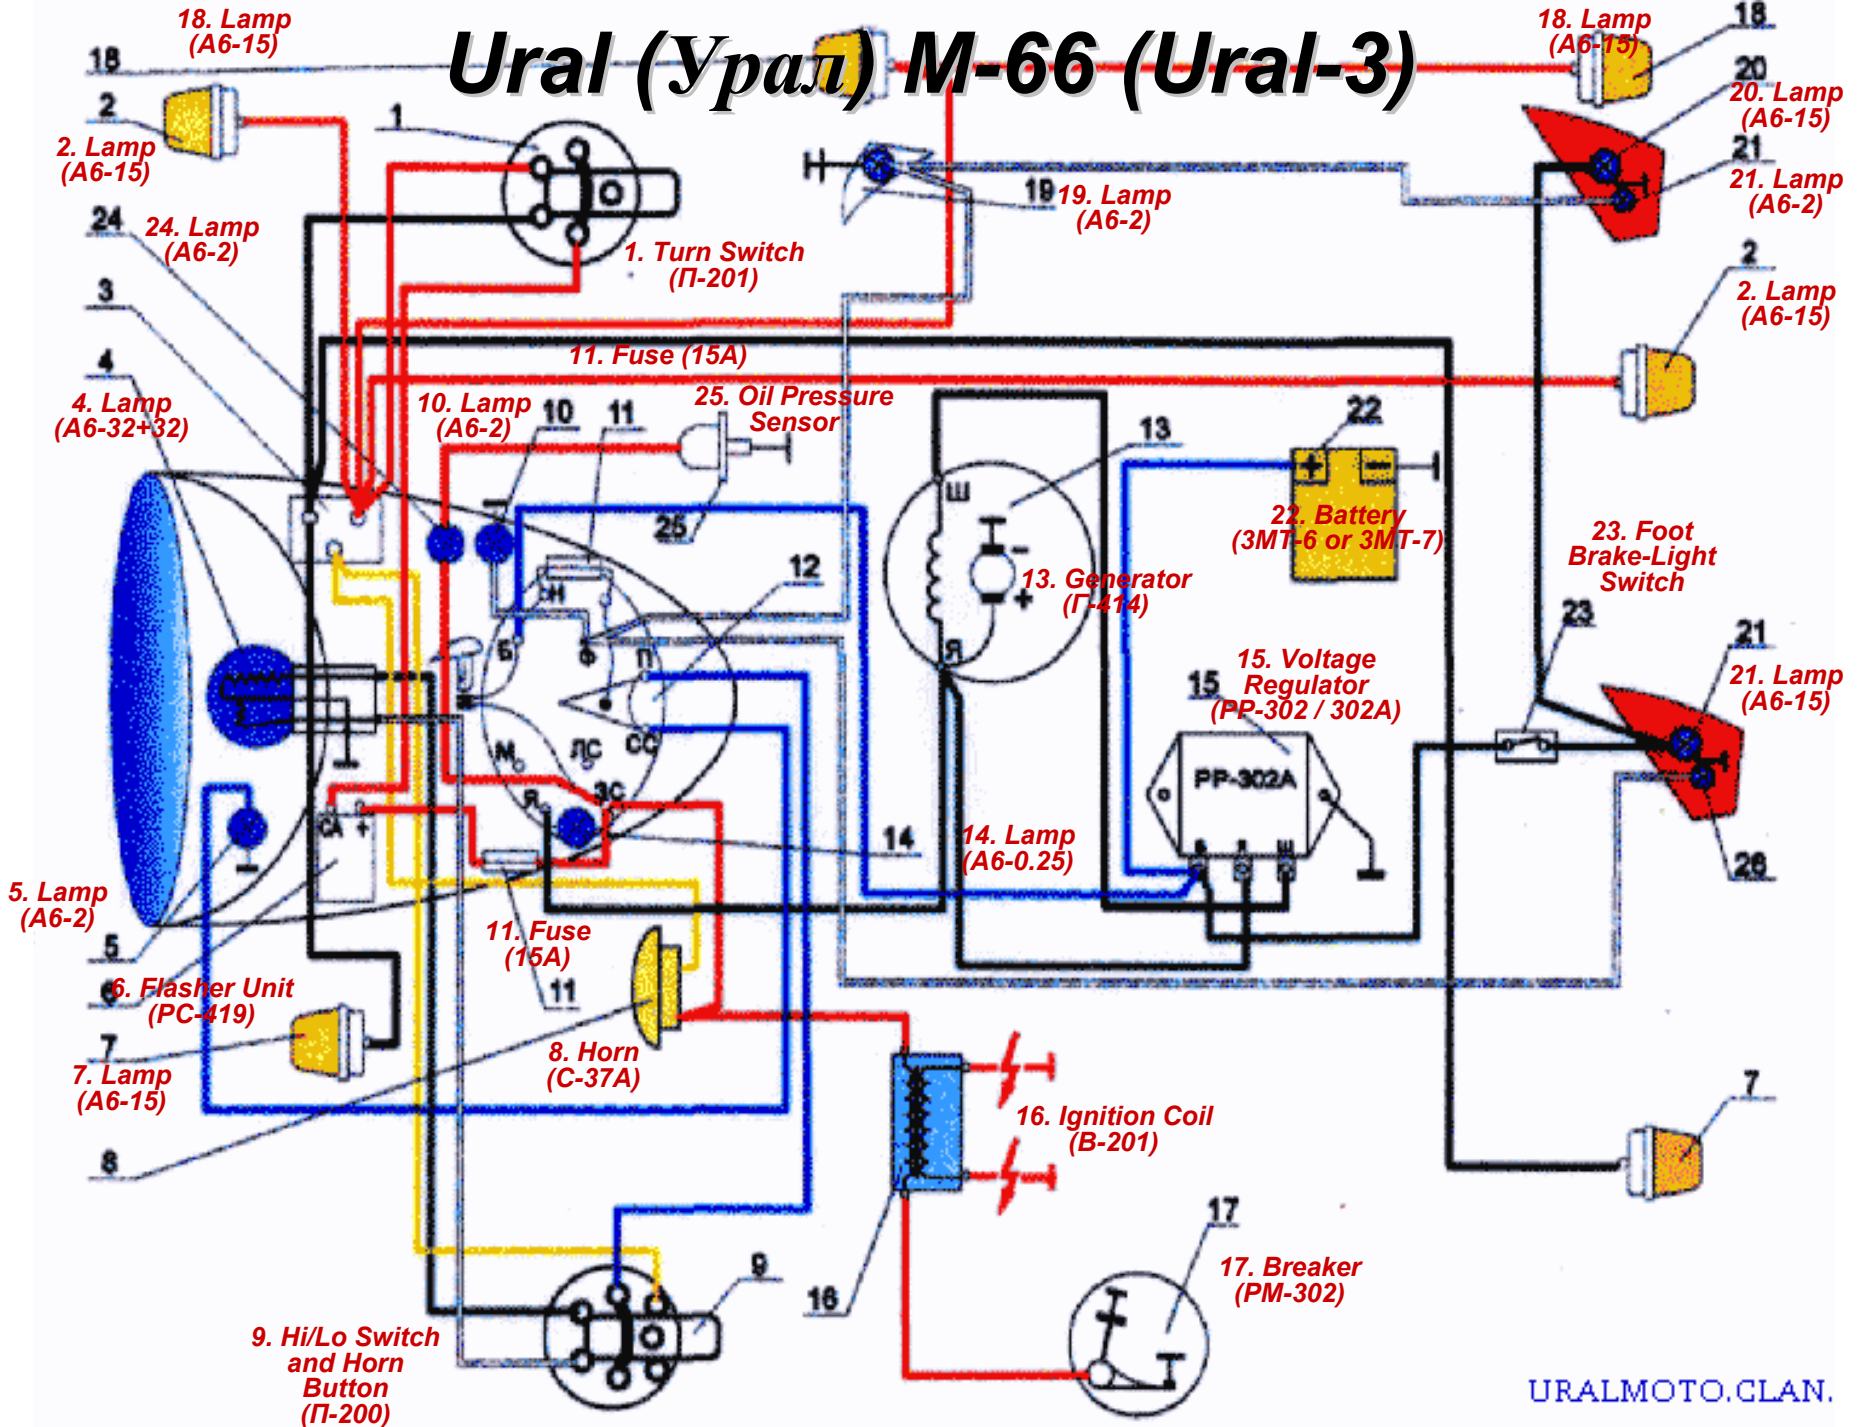 Ural (Урал) M-66 (Ural-3)
18. Lamp
(A6-15)
18
2
2. Lamp
(A6-15)
1
18. Lamp
(A6-15)
18
20
20. Lamp
(A6-15)
21
21. Lamp
(A6-2)
19
19. Lamp
(A6-2)
24
24. Lamp
(A6-2)
1. Turn Switch
(П-201)
2
2. Lamp
(A6-15)
3
11. Fuse (15A)
4
4. Lamp
(A6-32+32)
10. Lamp
(A6-2)
10
11
25. Oil Pressure
Sensor
25
13
22
22. Battery
(3MT-6 or 3MT-7)
+
23. Foot
Brake-Light
Switch
23
Ш
-
+
13. Generator
(Г-414)
Я
12
Н
Б
Ф
П
М
ЛС
СС
Я
ЗС
15. Voltage
Regulator
(PP-302 / 302A)
15
PP-302A
Б
Я
Ш
21
21. Lamp
(A6-15)
26
СА +
14
14. Lamp
(A6-0.25)
5. Lamp
(A6-2)
5
6
6. Flasher Unit
(PC-419)
11. Fuse
(15A)
11
7
7. Lamp
(A6-15)
8. Horn
(C-37A)
8
16. Ignition Coil
(B-201)
16
7
17
17. Breaker
(PM-302)
9
9. Hi/Lo Switch
and Horn
Button
(П-200)
URALMOTO.CLAN.